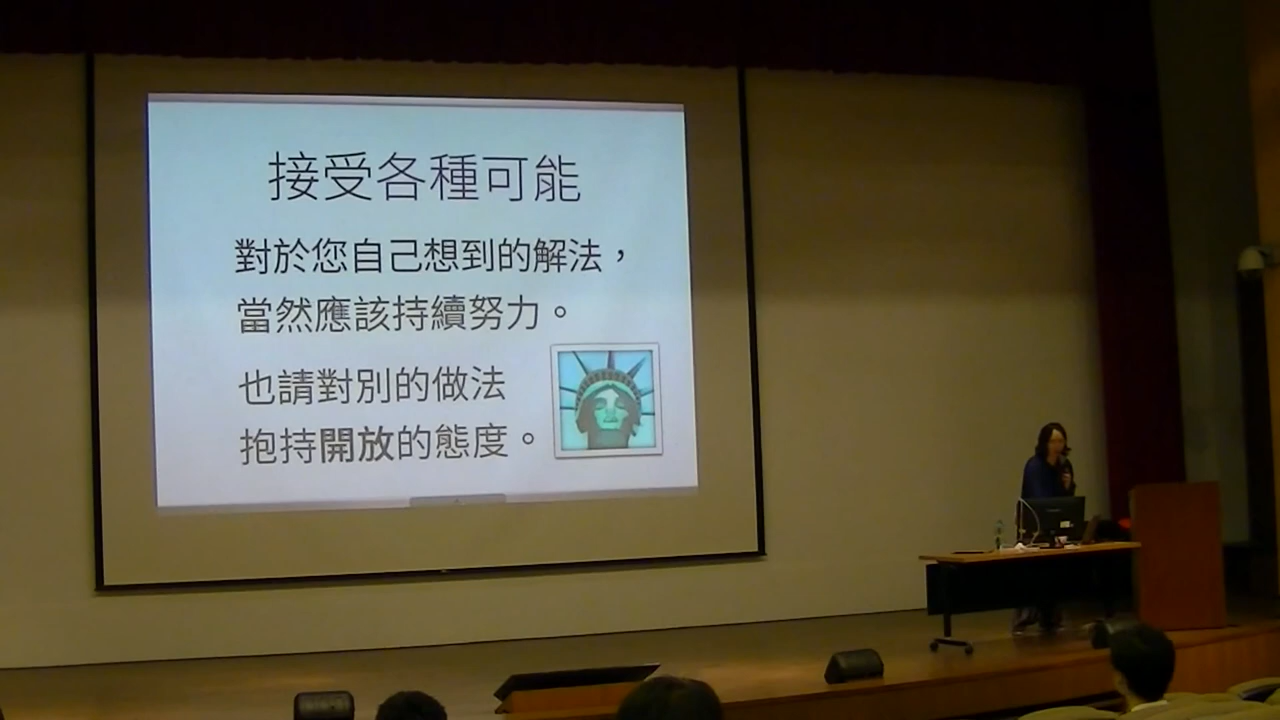 接受各種可能
對於您自己想到的解法，
當然應該持續努力。
也請對別的做法
抱持開放的態度。